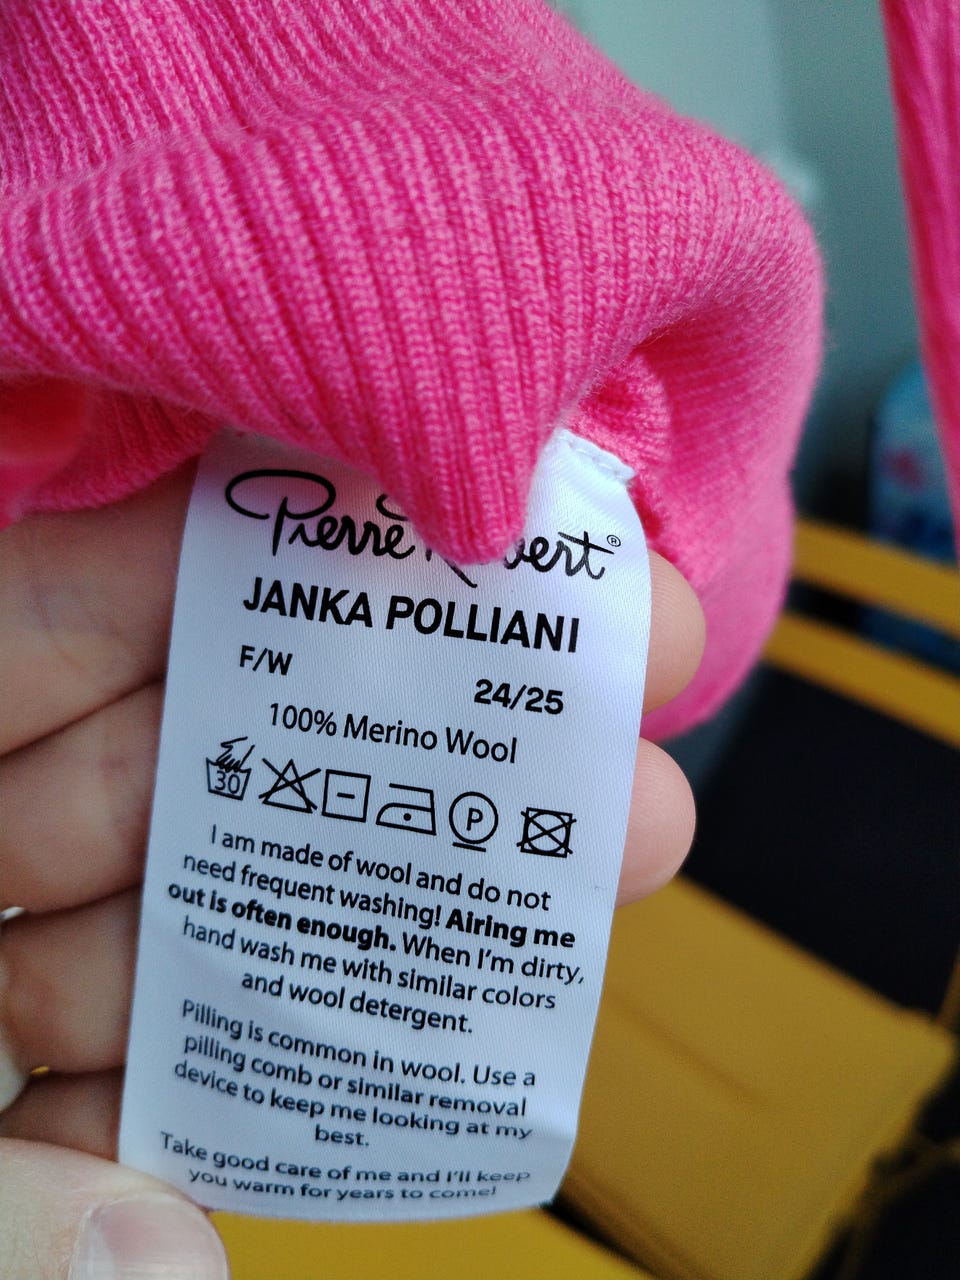 Pierre ®
JANKA POLLIANI
F/W
24/25
100% Merino Wool
30 P
I am made of wool and do not
need frequent washing! Airing me
out is often enough. When I'm dirty,
hand wash me with similar colors
and wool detergent.
Pilling is common in wool. Use a
pilling comb or similar removal
device to keep me looking at my
best.
Take good care of me and I'll keep
you warm for years to come!